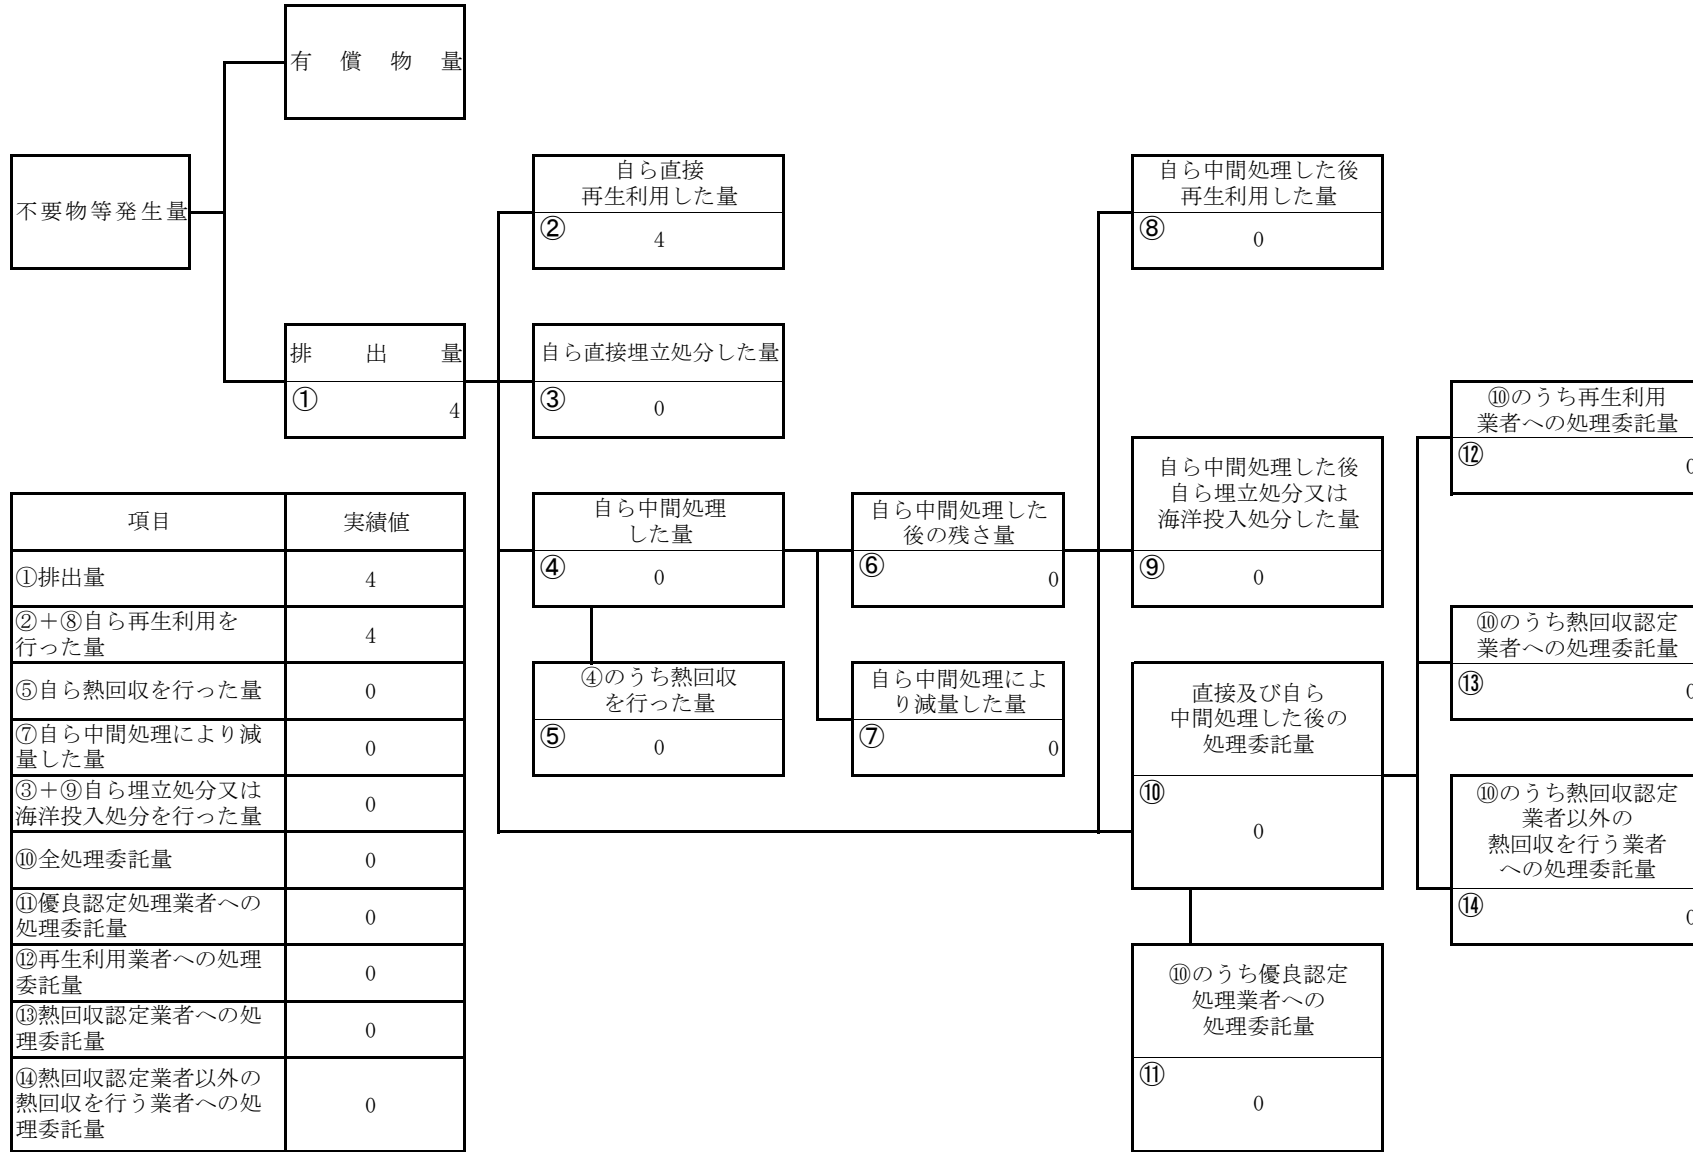 有償物量
不要物等発生量
自ら直接
再生利用した量
② 4
自ら中間処理した後
再生利用した量
⑧ 0
排出量
① 4
自ら直接埋立処分した量
③ 0
⑩のうち再生利用
業者への処理委託量
⑫ 0
自ら中間処理した後
自ら埋立処分又は
海洋投入処分した量
⑨ 0
自ら中間処理
した量
④ 0
自ら中間処理した
後の残さ量
⑥ 0
⑩のうち熱回収認定
業者への処理委託量
⑬ 0
④のうち熱回収
を行った量
⑤ 0
自ら中間処理によ
り減量した量
⑦ 0
直接及び自ら
中間処理した後の
処理委託量
⑩ 0
⑩のうち熱回収認定
業者以外の
熱回収を行う業者
への処理委託量
⑭ 0
⑩のうち優良認定
処理業者への
処理委託量
⑪ 0
項目 実績値
①排出量 4
②+⑧自ら再生利用を
行った量 4
⑤自ら熱回収を行った量 0
⑦自ら中間処理により減
量した量 0
③+⑨自ら埋立処分又は
海洋投入処分を行った量 0
⑩全処理委託量 0
⑪優良認定処理業者への
処理委託量 0
⑫再生利用業者への処理
委託量 0
⑬熱回収認定業者への処
理委託量 0
⑭熱回収認定業者以外の
熱回収を行う業者への処
理委託量 0